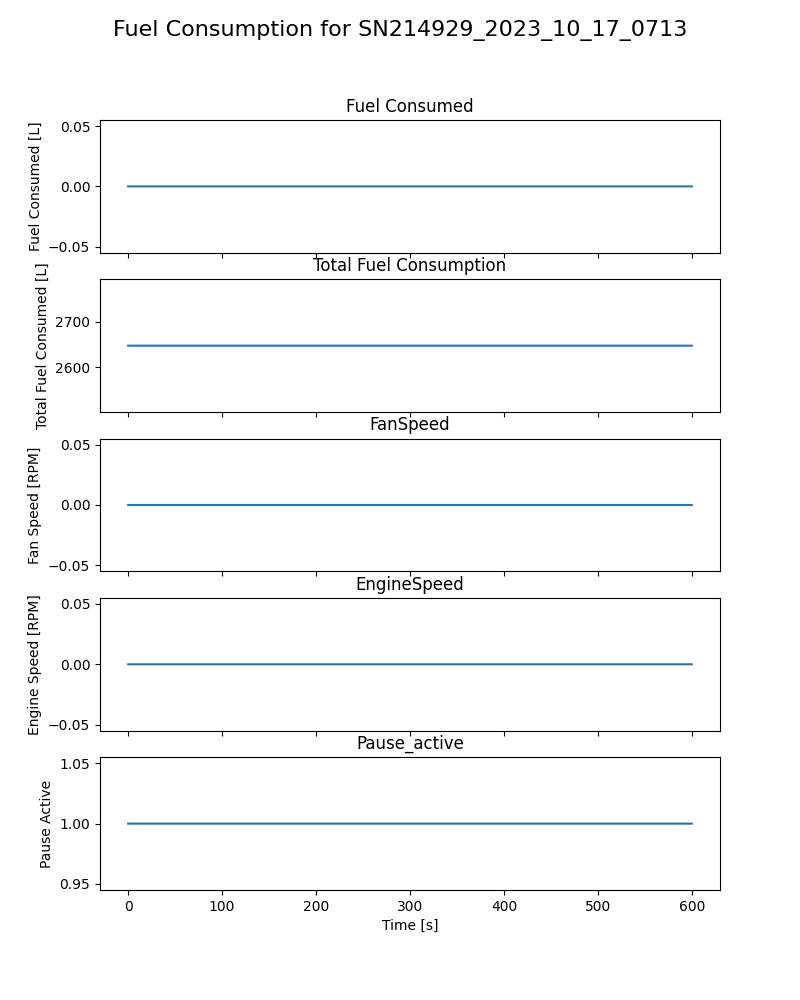 Fuel Consumption for SN214929_2023_10_17_0713
Fuel Consumed
Fuel Consumed [L]
0.05
0.00
−0.05
Total Fuel Consumption
Total Fuel Consumed [L]
2700
2600
FanSpeed
Fan Speed [RPM]
0.05
0.00
−0.05
EngineSpeed
Engine Speed [RPM]
0.05
0.00
−0.05
Pause_active
Pause Active
1.05
1.00
0.95
0 100 200 300 400 500 600
Time [s]